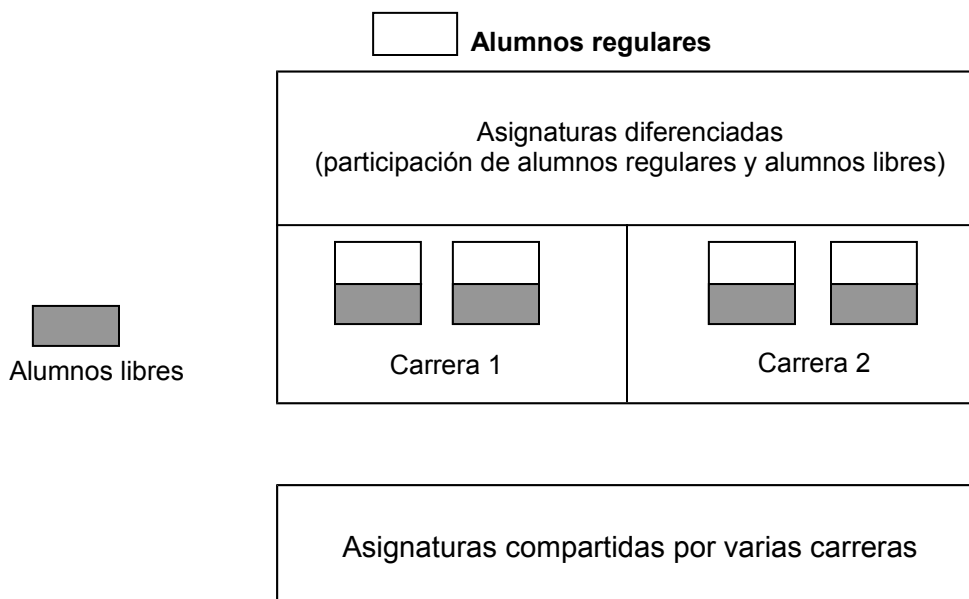 Alumnos regulares
Asignaturas diferenciadas
(participación de alumnos regulares y alumnos libres)
Alumnos libres
Carrera 1
Carrera 2
Asignaturas compartidas por varias carreras